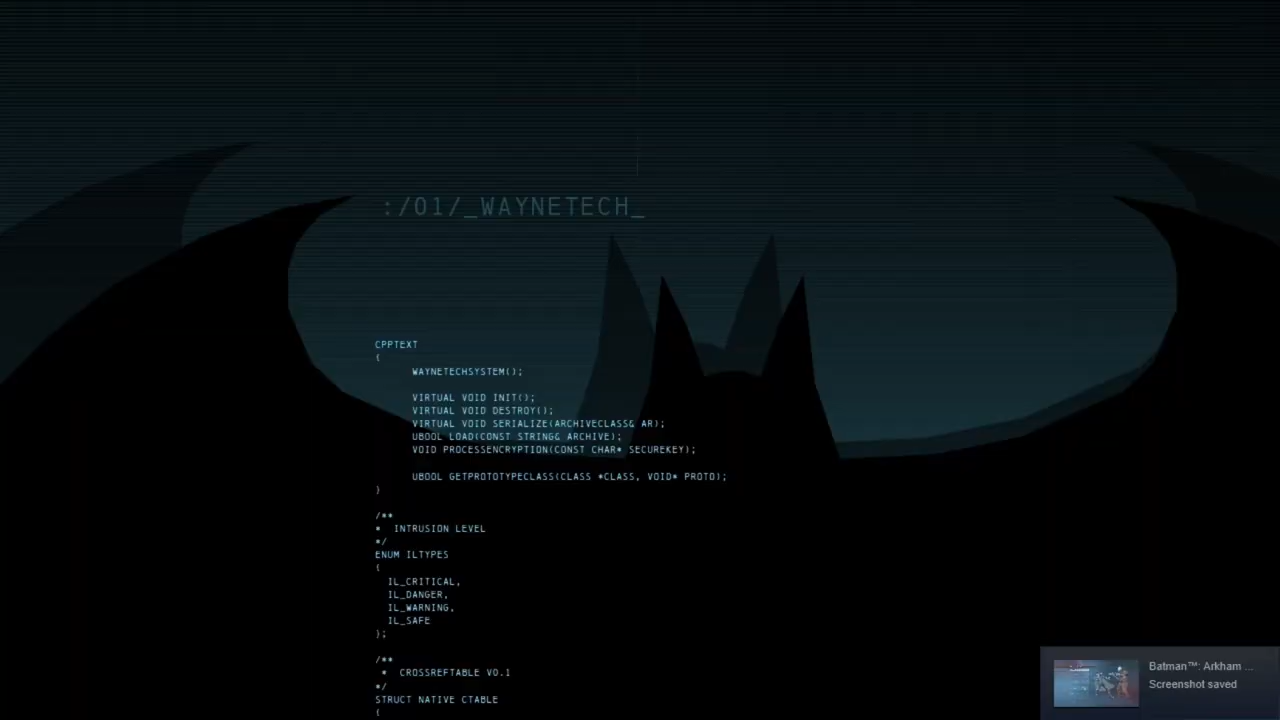 :/01/_WAYNETECH_
CPPTEXT
{
WAYNETECHSYSTEM();
VIRTUAL VOID INIT();
VIRTUAL VOID DESTROY();
VIRTUAL VOID SERIALIZE(ARCHIVECLASS& AR);
UBOOL LOAD(CONST STRING& ARCHIVE);
VOID PROCESSENCRYPTION(CONST CHAR* SECUREKEY);
UBOOL GETPROTOTYPECLASS(CLASS *CLASS, VOID* PROTO);
}
/**
* INTRUSION LEVEL
*/
ENUM ILTYPES
{
IL_CRITICAL,
IL_DANGER,
IL_WARNING,
IL_SAFE
};
/**
* CROSSREFTABLE V0.1
*/
STRUCT NATIVE CTABLE
{
Batman™: Arkham ...
Screenshot saved